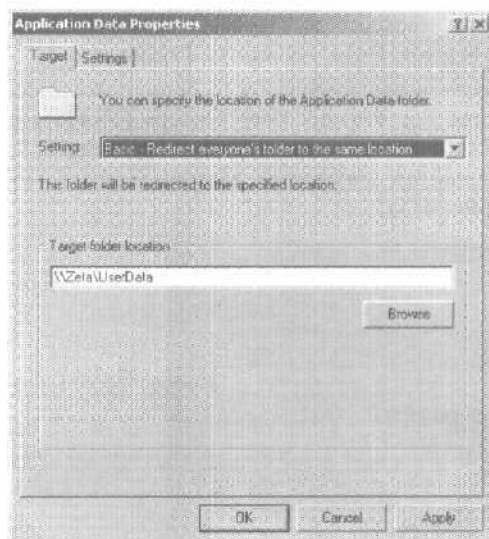 Application Data Properties
Target
Settings
You can specify the location of the Application Data folder.
Setting:
Basic - Redirect everyone's folder to the same location
This folder will be redirected to the specified location.
Target folder location
\\Zeta\UserData
Browse
OK
Cancel
Apply